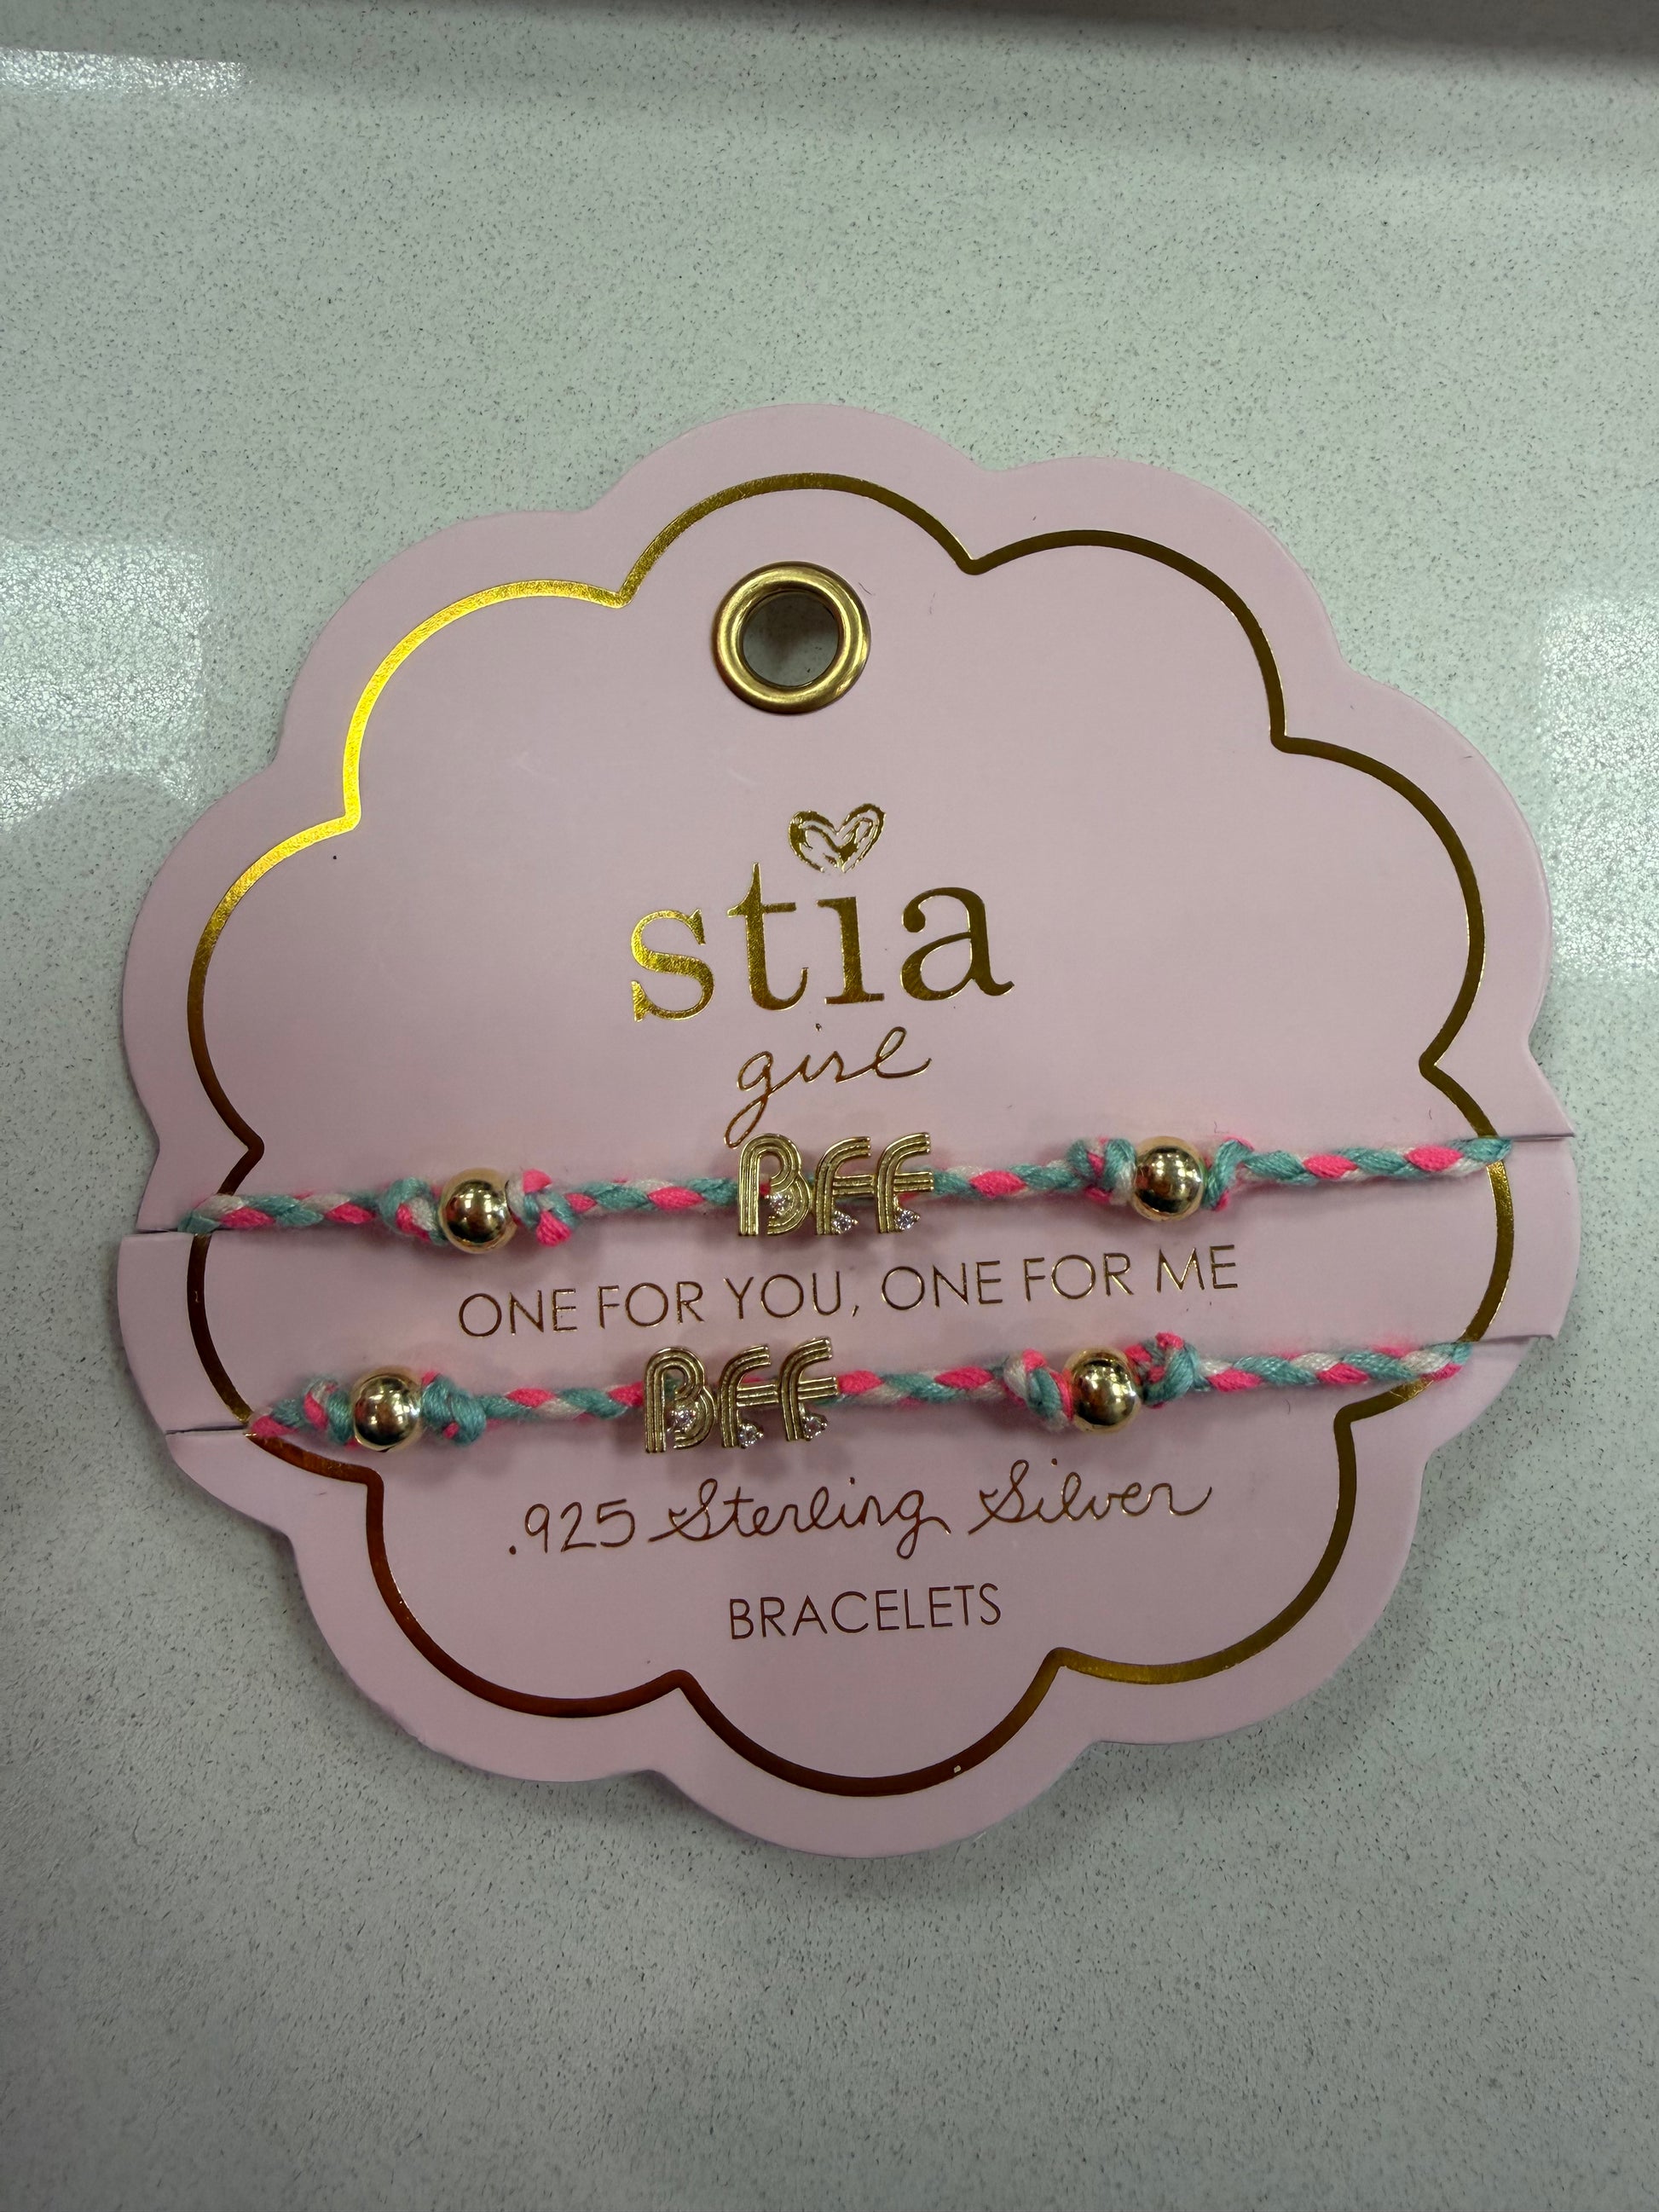 stia
girl
BFF
ONE FOR YOU, ONE FOR ME
BFF
.925 Sterling Silver
BRACELETS